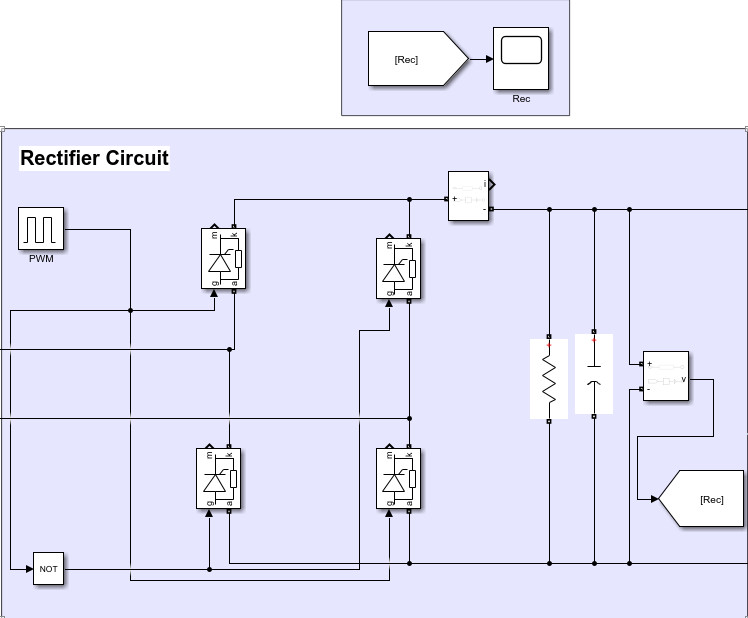 [Rec]
Rec
Rectifier Circuit
PWM
i
+
-
m
k
g
a
m
k
g
a
+
-
v
m
k
g
a
m
k
g
a
[Rec]
NOT